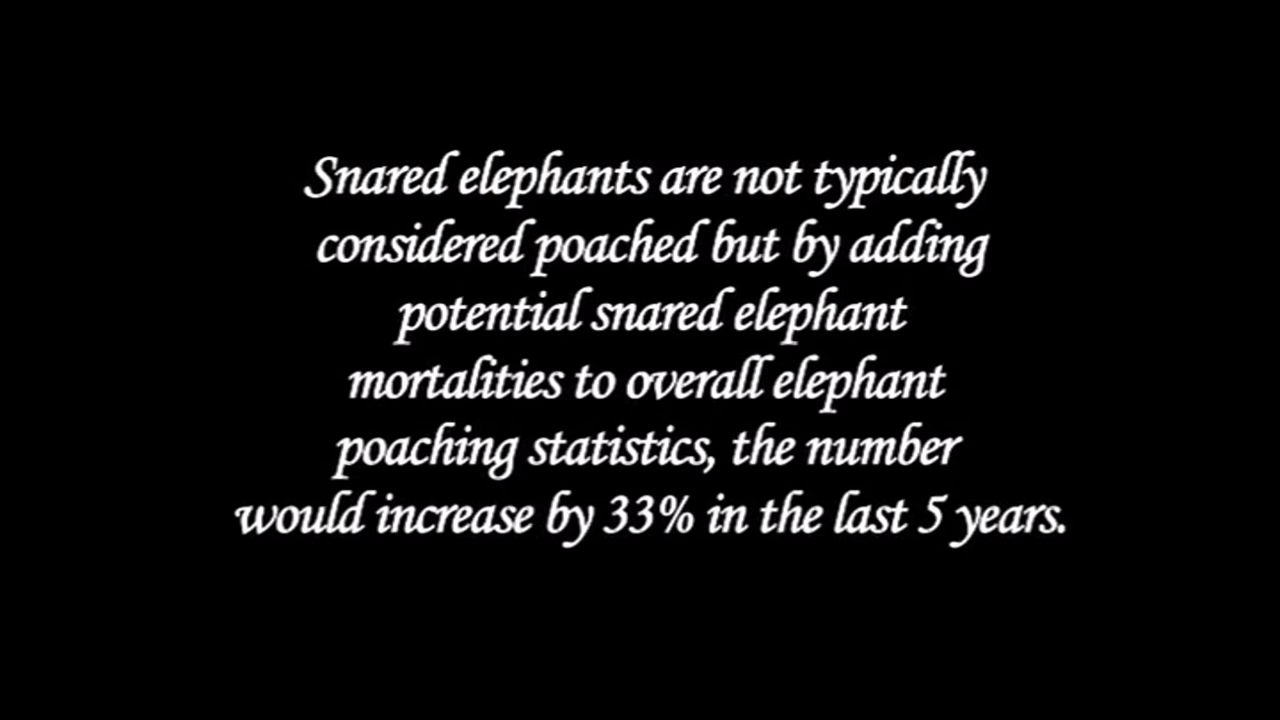 Snared elephants are not typically
considered poached but by adding
potential snared elephant
mortalities to overall elephant
poaching statistics, the number
would increase by 33% in the last 5 years.